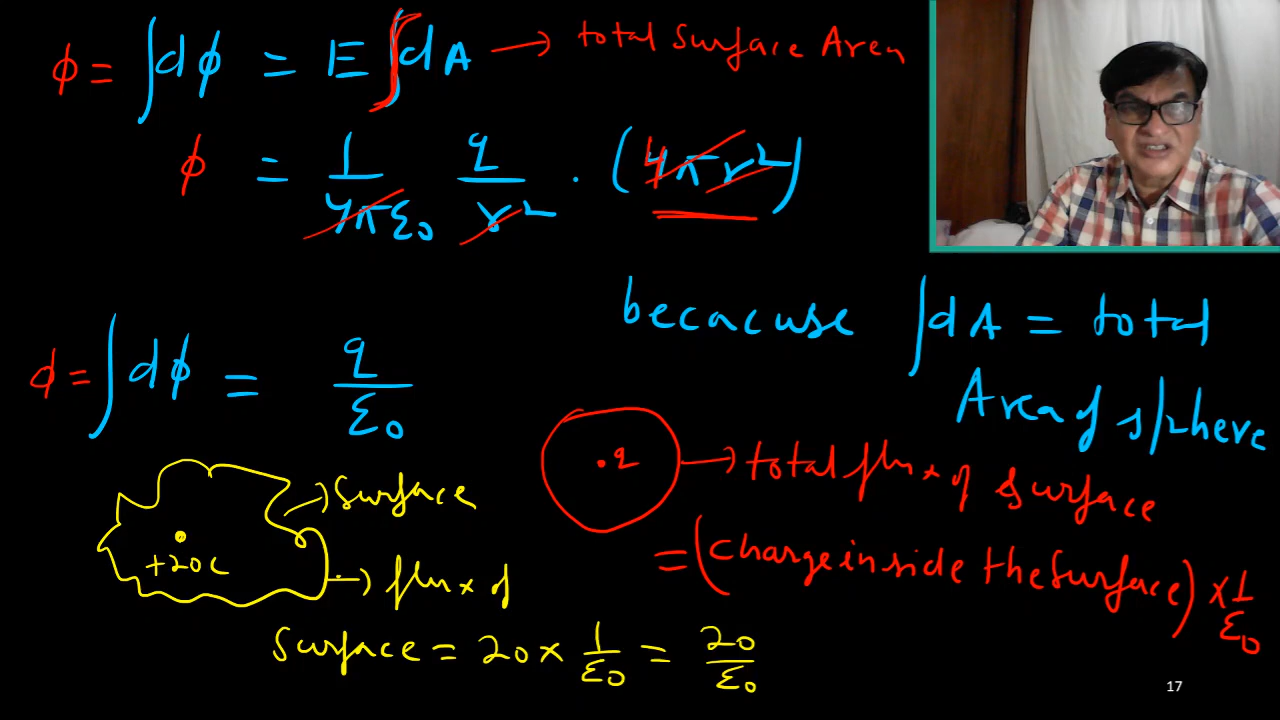 ϕ = ∫dϕ = E ∫dA → total Surface Area
ϕ = 1/4πε0 q/r² · (4πr²)
becacuse ∫dA = total
Area of sphere
ϕ = ∫dϕ = q/ε0
.q → total flux of surface
= (charge inside the surface) × 1/ε0
→ Surface
+20C
→ flux of
surface = 20 × 1/ε0 = 20/ε0
17